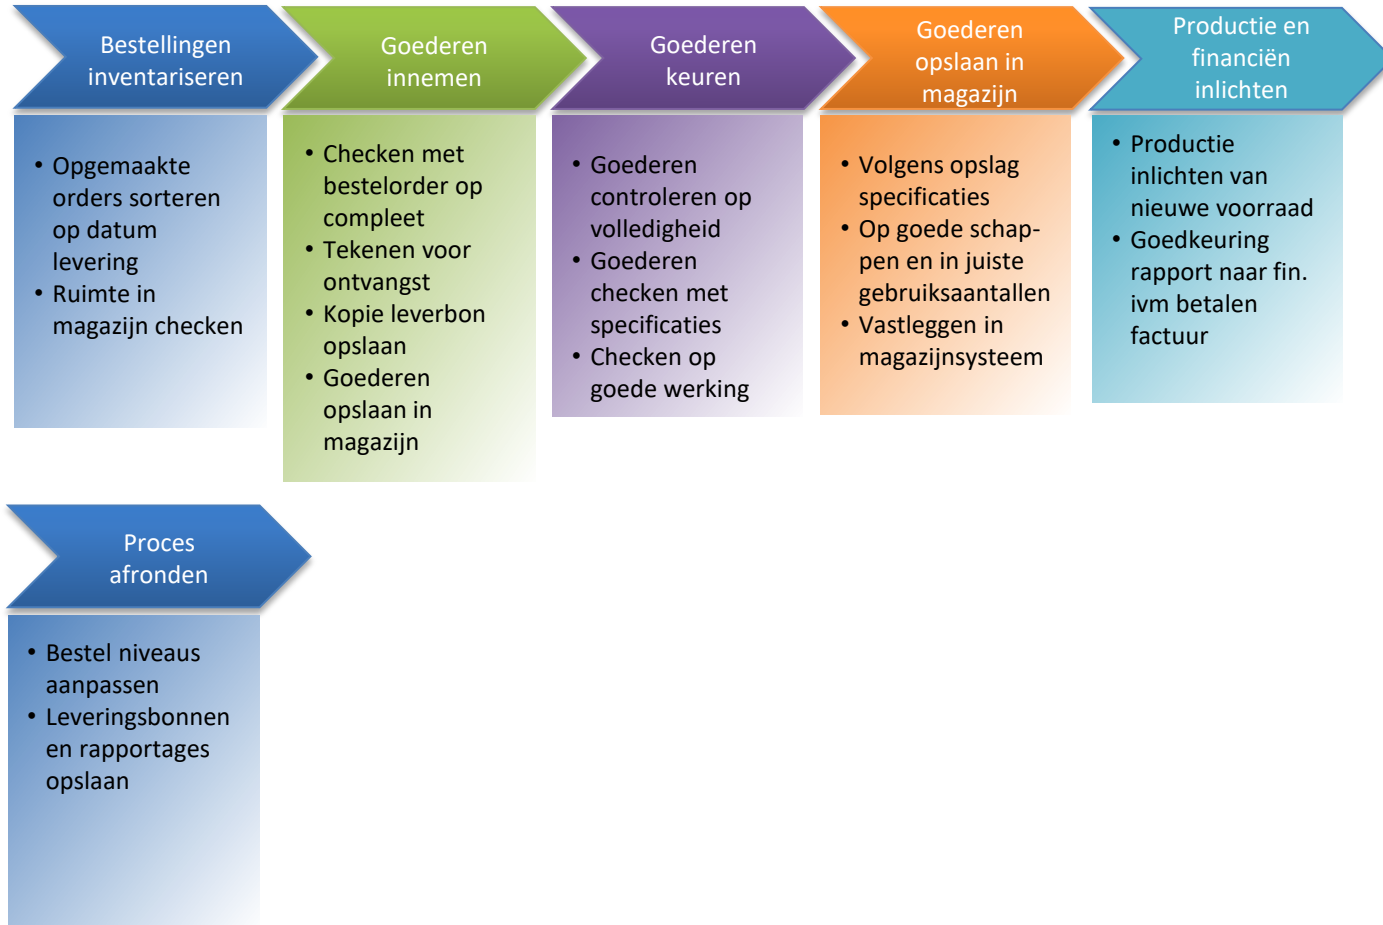 Bestellingen
inventariseren
• Opgemaakte
orders sorteren
op datum
levering
• Ruimte in
magazijn checken
Goederen
innemen
• Checken met
bestelorder op
compleet
• Tekenen voor
ontvangst
• Kopie leverbon
opslaan
• Goederen
opslaan in
magazijn
Goederen
keuren
• Goederen
controleren op
volledigheid
• Goederen
checken met
specificaties
• Checken op
goede werking
Goederen
opslaan in
magazijn
• Volgens opslag
specificaties
• Op goede schap-
pen en in juiste
gebruiksaantallen
• Vastleggen in
magazijnsysteem
Productie en
financiën
inlichten
• Productie
inlichten van
nieuwe voorraad
• Goedkeuring
rapport naar fin.
ivm betalen
factuur
Proces
afronden
• Bestel niveaus
aanpassen
• Leveringsbonnen
en rapportages
opslaan